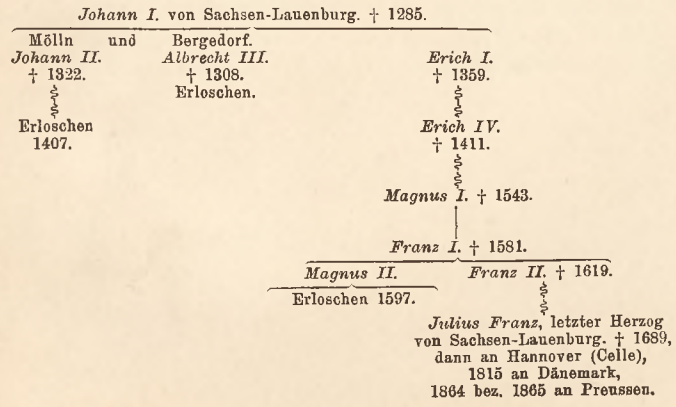 Johann I. von Sachsen-Lauenburg. † 1285.
Mölln und Bergedorf.
Johann II. Albrecht III. Erich I.
† 1322. † 1308. † 1359.
Erloschen.
Erloschen Erich IV.
1407. † 1411.
Magnus I. † 1543.
Franz I. † 1581.
Magnus II. Franz II. † 1619.
Erloschen 1597.
Julius Franz, letzter Herzog
von Sachsen-Lauenburg. † 1689,
dann an Hannover (Celle),
1815 an Dänemark,
1864 bez. 1865 an Preussen.